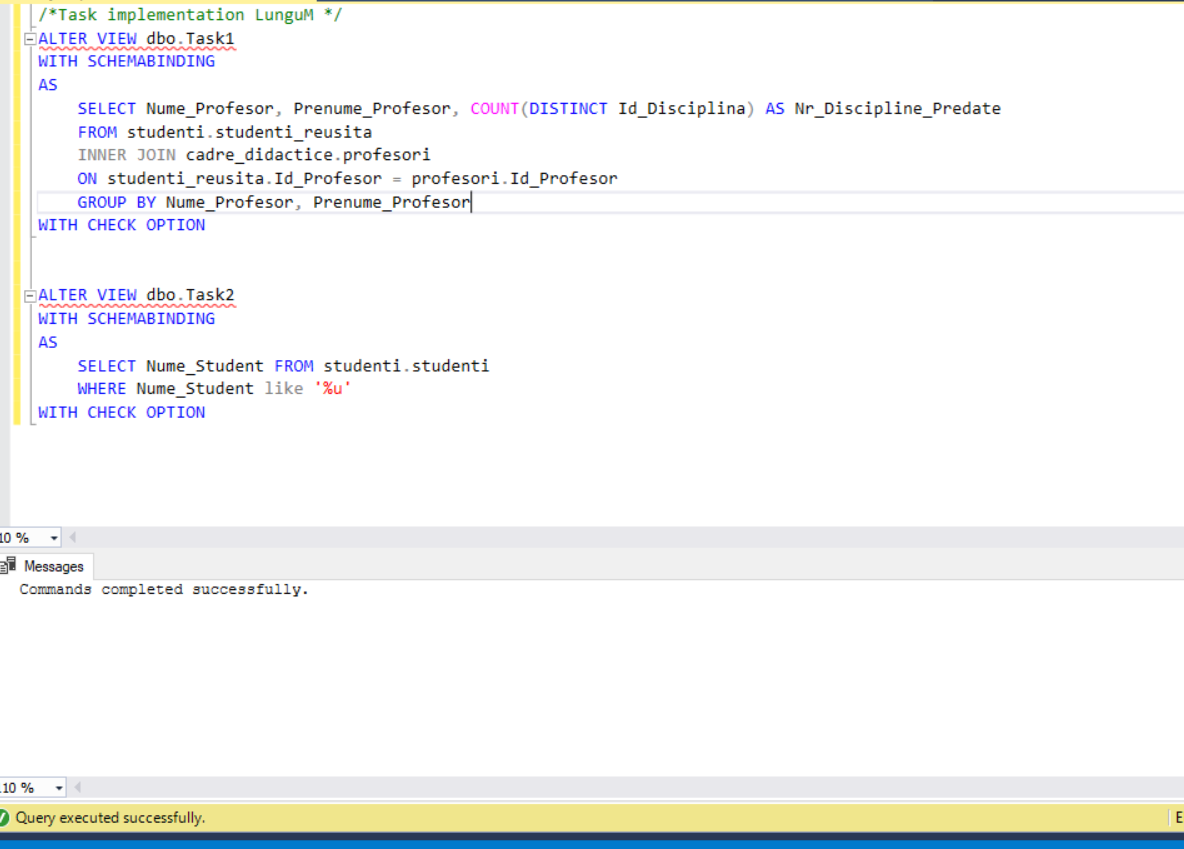 /*Task implementation LunguM */
ALTER VIEW dbo.Task1
WITH SCHEMABINDING
AS
SELECT Nume_Profesor, Prenume_Profesor, COUNT(DISTINCT Id_Disciplina) AS Nr_Discipline_Predate
FROM studenti.studenti_reusita
INNER JOIN cadre_didactice.profesori
ON studenti_reusita.Id_Profesor = profesori.Id_Profesor
GROUP BY Nume_Profesor, Prenume_Profesor
WITH CHECK OPTION
ALTER VIEW dbo.Task2
WITH SCHEMABINDING
AS
SELECT Nume_Student FROM studenti.studenti
WHERE Nume_Student like '%u'
WITH CHECK OPTION
10 %
Messages
Commands completed successfully.
.10 %
Query executed successfully.
E